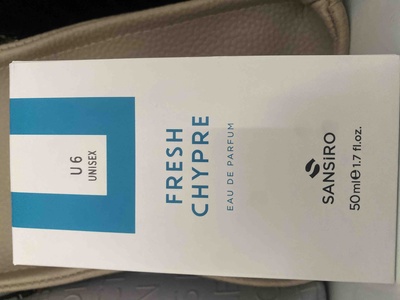 U 6
UNISEX
FRESH
CHYPRE
EAU DE PARFUM
SANSiRO
50ml℮1.7 fl.oz.